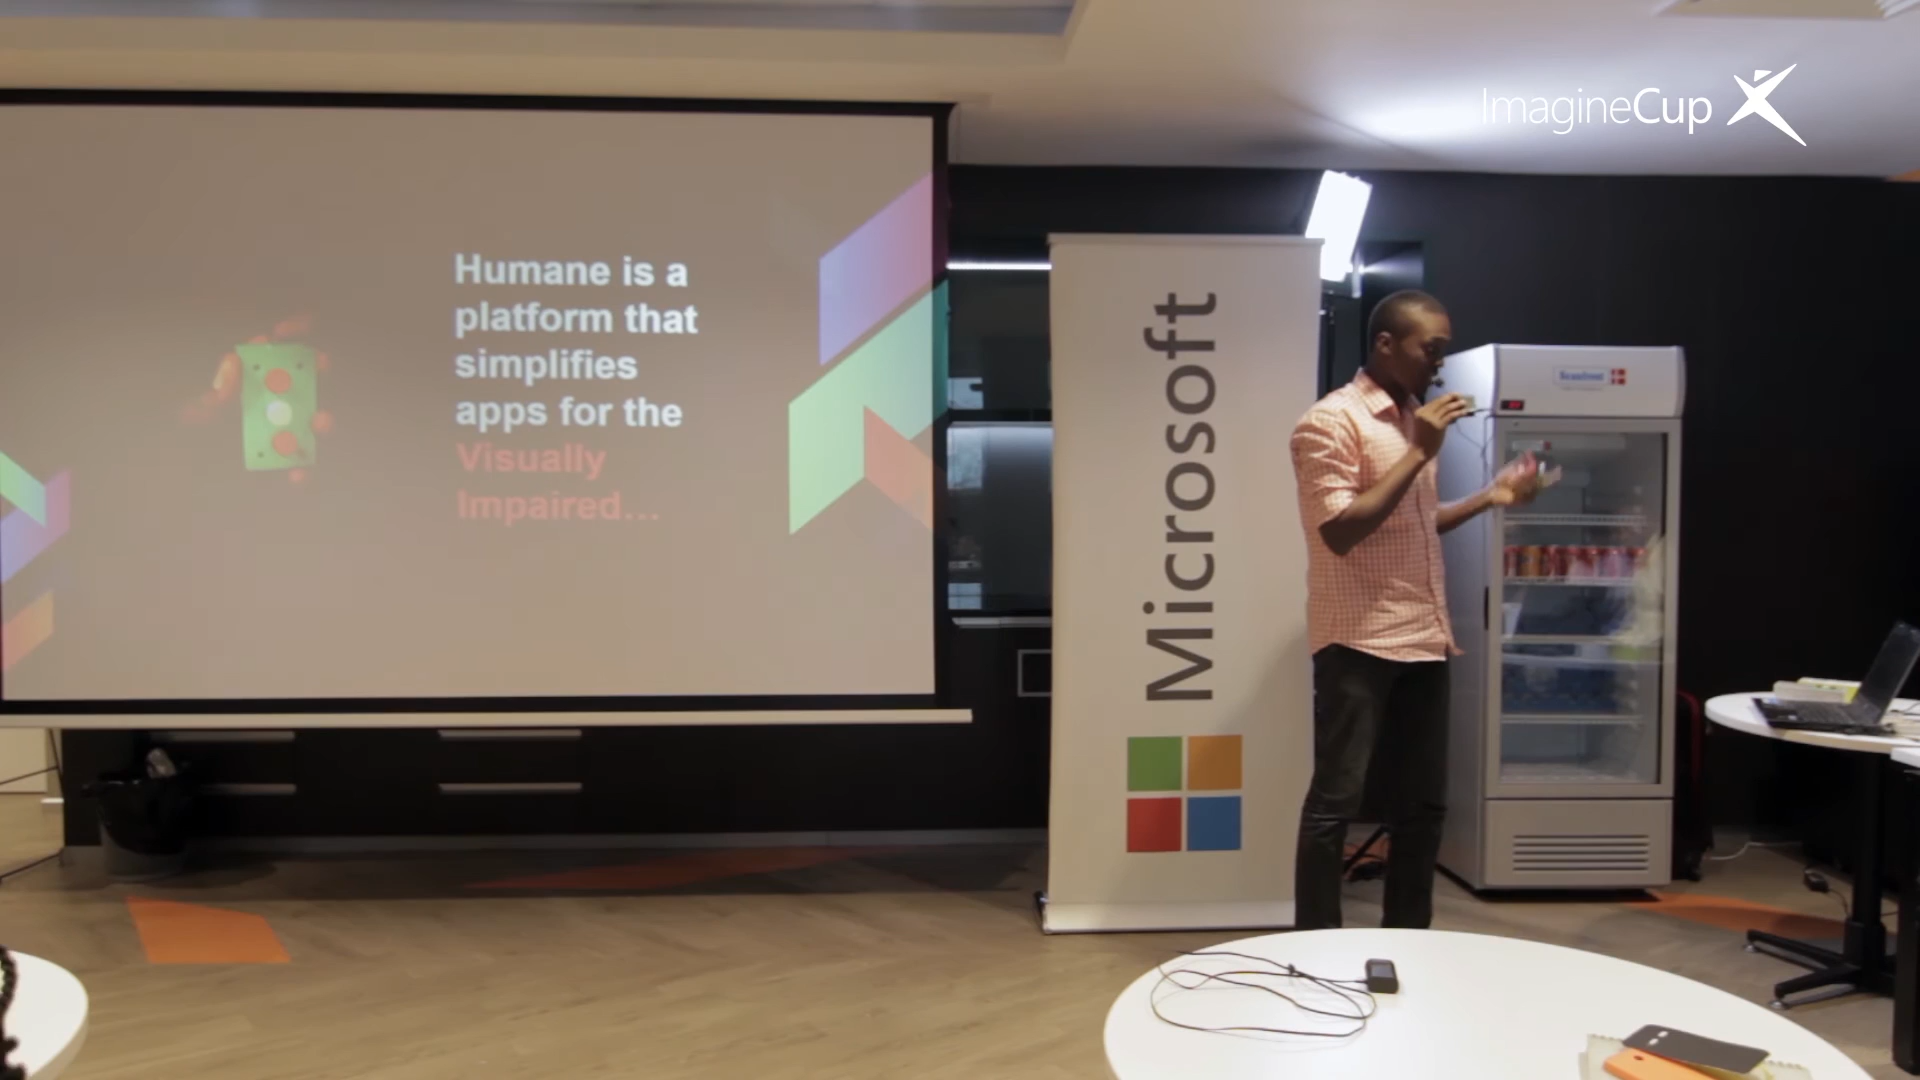 ImagineCup
Humane is a
platform that
simplifies
apps for the
Visually
Impaired...
Microsoft